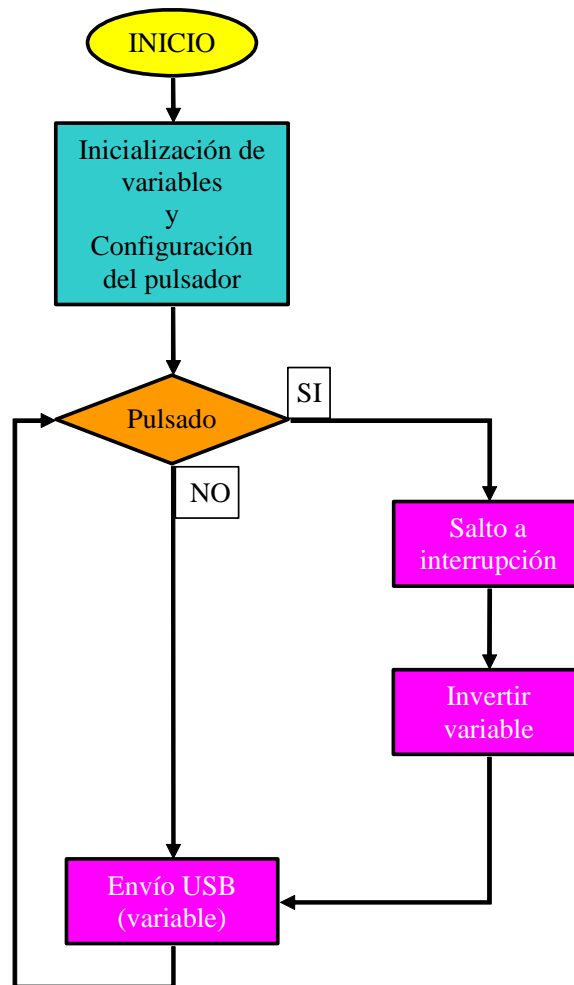 INICIO
Inicialización de
variables
y
Configuración
del pulsador
SI
Pulsado
NO
Salto a
interrupción
Invertir
variable
Envío USB
(variable)